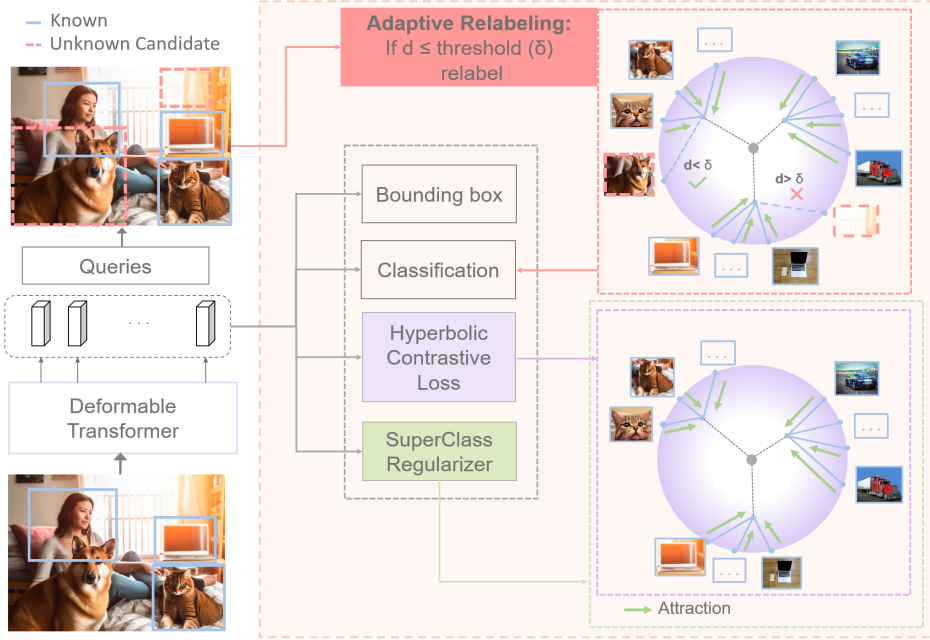 Known
Unknown Candidate
Queries
. . .
Deformable
Transformer
Adaptive Relabeling:
If d ≤ threshold (δ)
relabel
Bounding box
Classification
Hyperbolic
Contrastive
Loss
SuperClass
Regularizer
. . .
. . .
d< δ
d> δ
. . .
. . .
. . .
. . .
Attraction